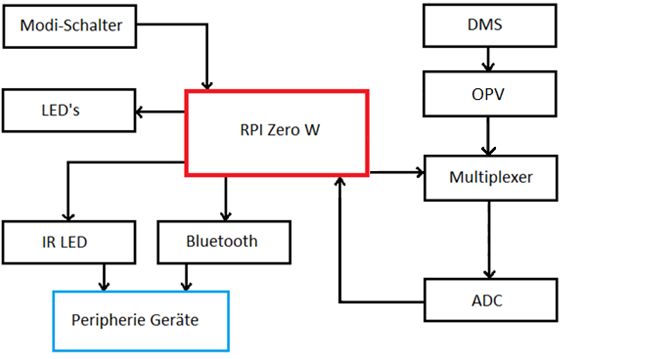 Modi-Schalter
DMS
LED's
OPV
RPI Zero W
Multiplexer
IR LED
Bluetooth
ADC
Peripherie Geräte